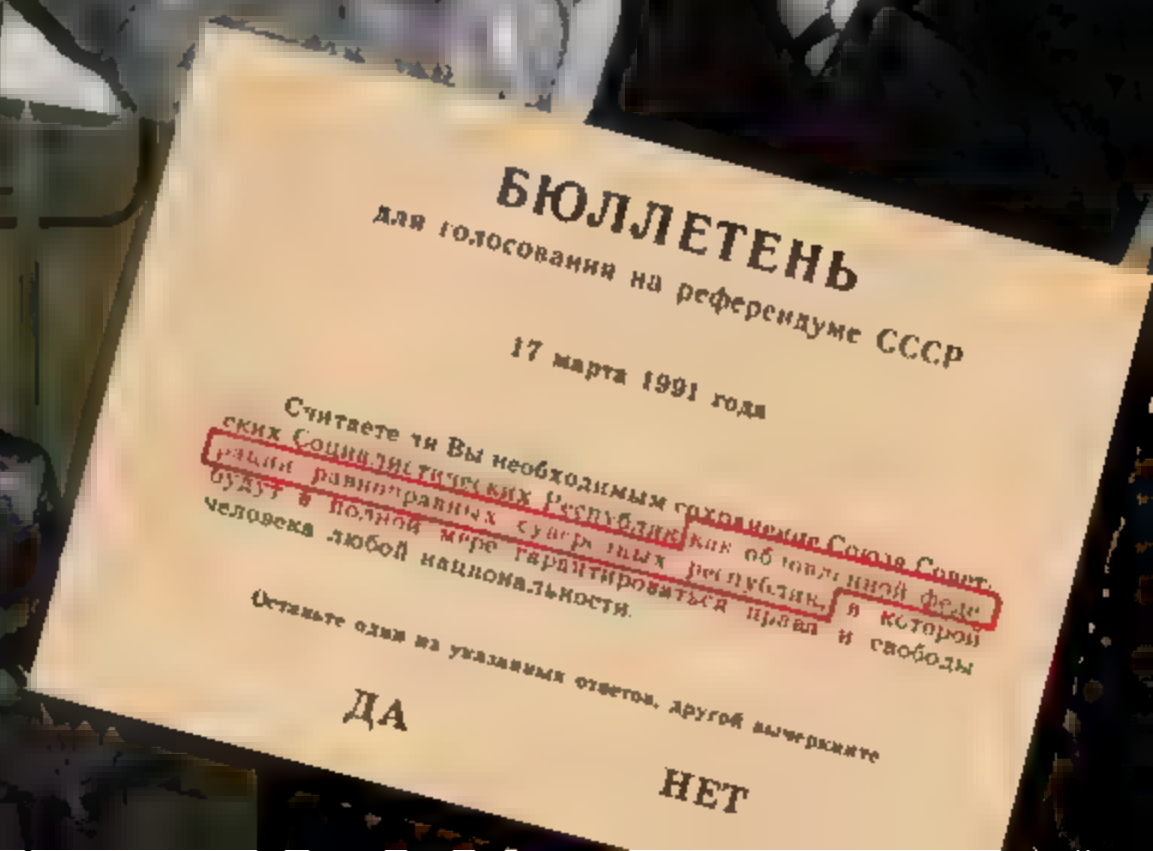 БЮЛЛЕТЕНЬ
для голосования на референдуме СССР
17 марта 1991 года
Считаете ли Вы необходимым сохранение Союза Совет-
ских Социалистических Республик как обновленной феде
рации равноправных суверенных республик, в которой
будут в полной мере гарантироваться права и свободы
человека любой национальности.
Оставьте один из указанных ответов, другой вычеркните
ДА
НЕТ